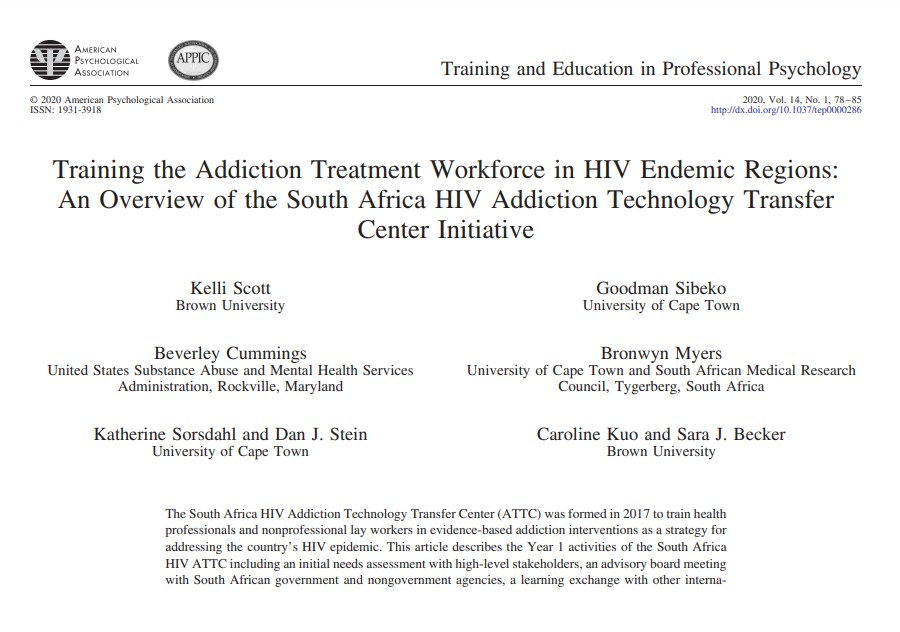 AMERICAN
PSYCHOLOGICAL
ASSOCIATION
APPIC
Training and Education in Professional Psychology
© 2020 American Psychological Association
ISSN: 1931-3918
2020, Vol. 14, No. 1, 78–85
http://dx.doi.org/10.1037/tep0000286
Training the Addiction Treatment Workforce in HIV Endemic Regions:
An Overview of the South Africa HIV Addiction Technology Transfer
Center Initiative
Kelli Scott
Brown University
Goodman Sibeko
University of Cape Town
Beverley Cummings
United States Substance Abuse and Mental Health Services
Administration, Rockville, Maryland
Bronwyn Myers
University of Cape Town and South African Medical Research
Council, Tygerberg, South Africa
Katherine Sorsdahl and Dan J. Stein
University of Cape Town
Caroline Kuo and Sara J. Becker
Brown University
The South Africa HIV Addiction Technology Transfer Center (ATTC) was formed in 2017 to train health
professionals and nonprofessional lay workers in evidence-based addiction interventions as a strategy for
addressing the country's HIV epidemic. This article describes the Year 1 activities of the South Africa
HIV ATTC including an initial needs assessment with high-level stakeholders, an advisory board meeting
with South African government and nongovernment agencies, a learning exchange with other interna-